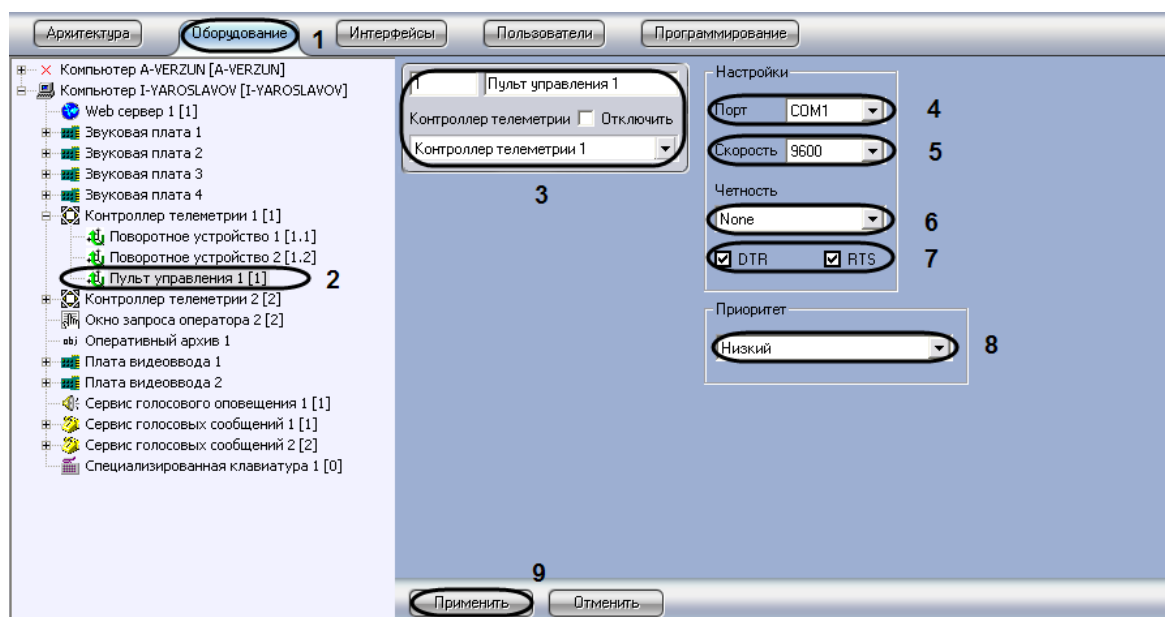 Архитектура Оборудование 1 Интерфейсы Пользователи Программирование
Компьютер A-VERZUN [A-VERZUN]
Компьютер I-YAROSLAVOV [I-YAROSLAVOV]
Web сервер 1 [1]
Звуковая плата 1
Звуковая плата 2
Звуковая плата 3
Звуковая плата 4
Контроллер телеметрии 1 [1]
Поворотное устройство 1 [1.1]
Поворотное устройство 2 [1.2]
Пульт управления 1 [1] 2
Контроллер телеметрии 2 [2]
Окно запроса оператора 2 [2]
obj Оперативный архив 1
Плата видеоввода 1
Плата видеоввода 2
Сервис голосового оповещения 1 [1]
Сервис голосовых сообщений 1 [1]
Сервис голосовых сообщений 2 [2]
Специализированная клавиатура 1 [0]
1 Пульт управления 1
Контроллер телеметрии Отключить
Контроллер телеметрии 1
3
Настройки
Порт COM1 4
Скорость 9600 5
Четность
None 6
DTR RTS 7
Приоритет
Низкий 8
9
Применить Отменить